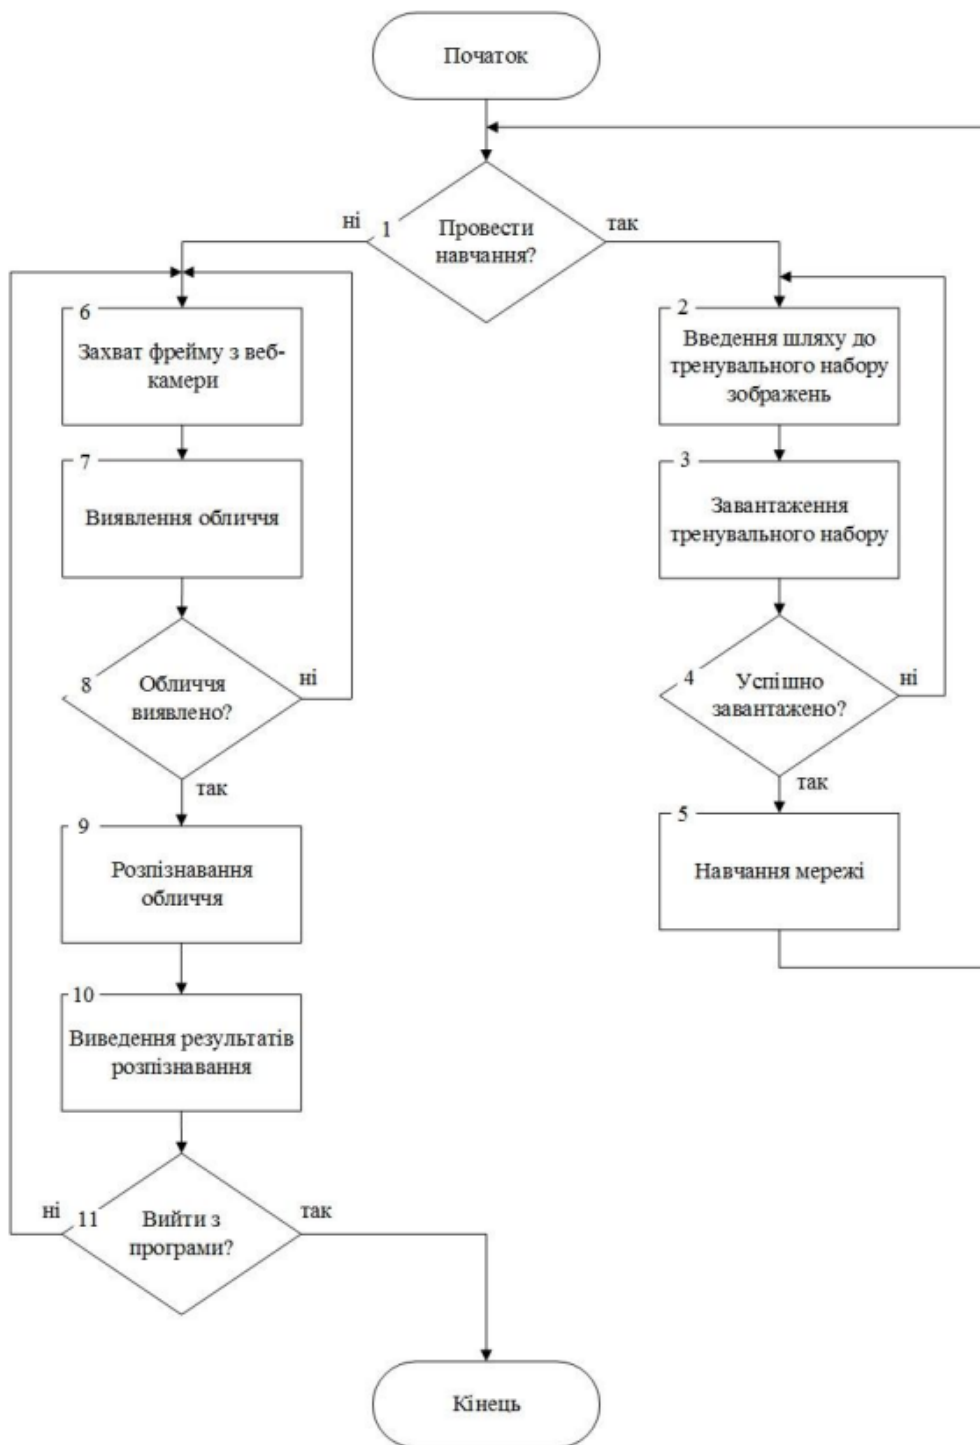 Початок
ні
1
Провести
навчання?
так
6
Захват фрейму з веб-
камери
7
Виявлення обличчя
8
Обличчя
виявлено?
ні
так
9
Розпізнавання
обличчя
10
Виведення результатів
розпізнавання
ні
11
Вийти з
програми?
так
2
Введення шляху до
тренувального набору
зображень
3
Завантаження
тренувального набору
4
Успішно
завантажено?
ні
так
5
Навчання мережі
Кінець